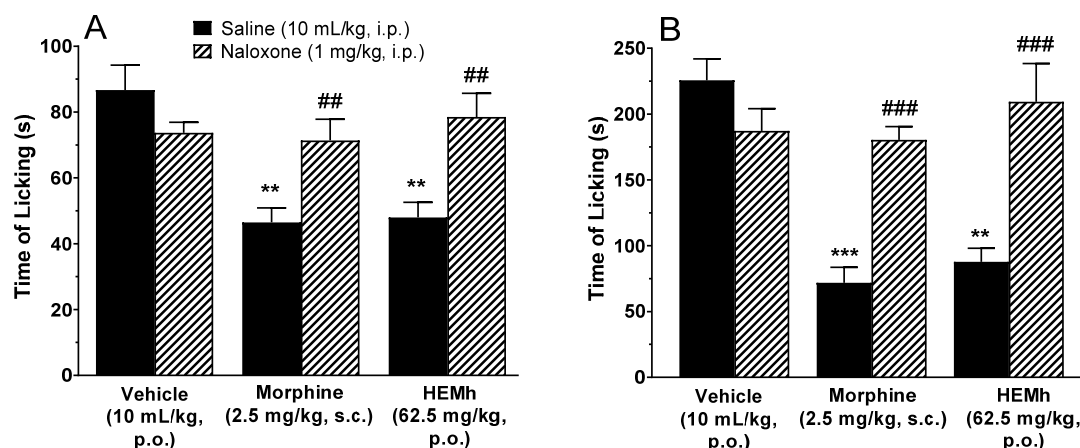 A
Saline (10 mL/kg, i.p.)
Naloxone (1 mg/kg, i.p.)
Time of Licking (s)
100
80
60
40
20
0
**
##
**
##
Vehicle
(10 mL/kg,
p.o.)
Morphine
(2.5 mg/kg, s.c.)
HEMh
(62.5 mg/kg,
p.o.)
B
Time of Licking (s)
250
200
150
100
50
0
***
###
**
###
Vehicle
(10 mL/kg,
p.o.)
Morphine
(2.5 mg/kg, s.c.)
HEMh
(62.5 mg/kg,
p.o.)